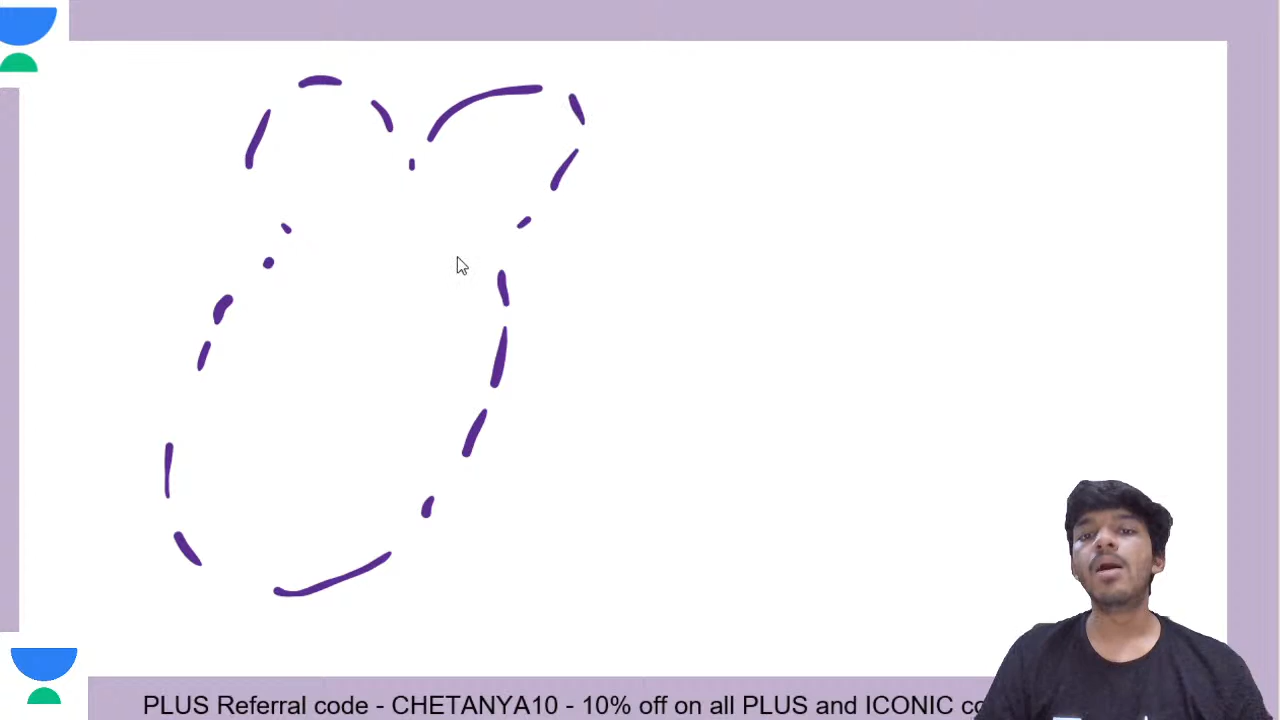 PLUS Referral code - CHETANYA10 - 10% off on all PLUS and ICONIC